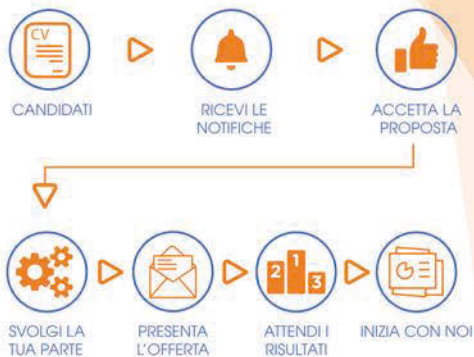 CV
CANDIDATI
RICEVI LE
NOTIFICHE
ACCETTA LA
PROPOSTA
2 1 3
SVOLGI LA
TUA PARTE
PRESENTA
L'OFFERTA
ATTENDI I
RISULTATI
INIZIA CON NOI